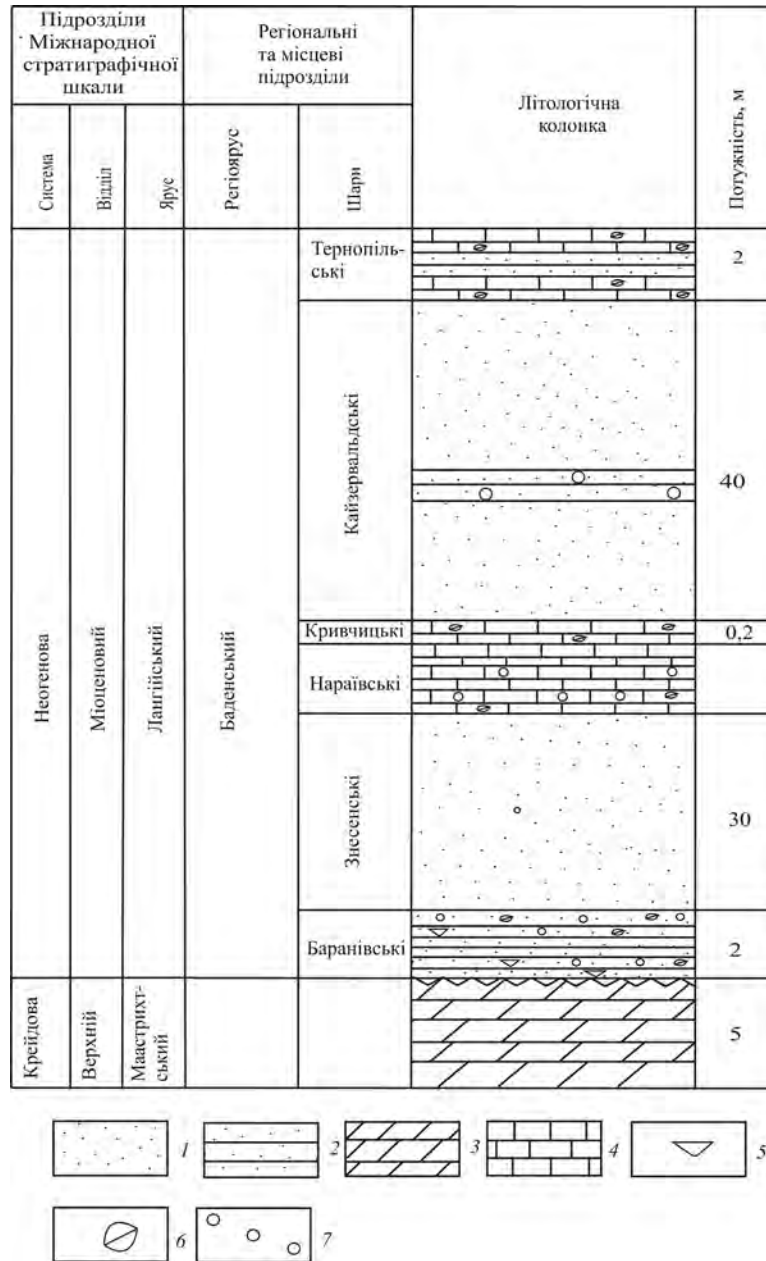 Підрозділи
Міжнародної
стратиграфічної
шкали
Регіональні
та місцеві
підрозділи
Літологічна
колонка
Потужність, м
Система
Відділ
Ярус
Регіоярус
Шари
Неогенова
Міоценовий
Лангійський
Баденський
Тернопіль-
ські
2
Кайзервальдські
40
Кривчицькі
0,2
Нараївські
Знесенські
30
Баранівські
2
Крейдова
Верхній
Маастрихт-
ський
5
1
2
3
4
5
6
7